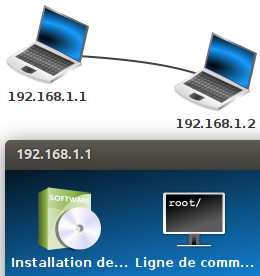 192.168.1.1
192.168.1.2
192.168.1.1
SOFTWARE
root/
Installation de...
Ligne de comm...